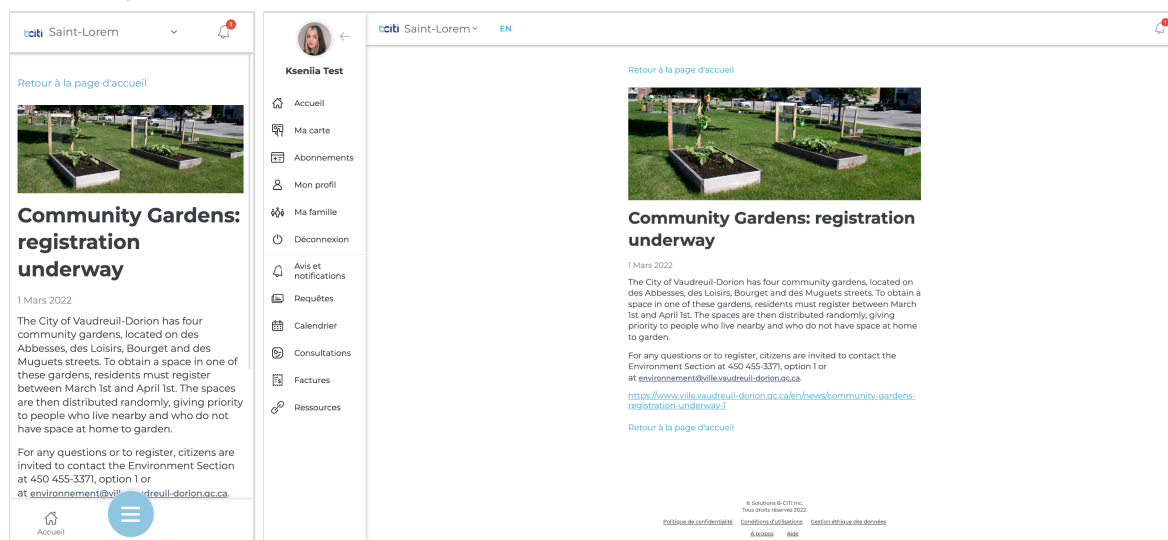 bciti Saint-Lorem
1
Retour à la page d'accueil
Community Gardens:
registration
underway
1 Mars 2022
The City of Vaudreuil-Dorion has four
community gardens, located on des
Abbesses, des Loisirs, Bourget and des
Muguets streets. To obtain a space in one of
these gardens, residents must register
between March 1st and April 1st. The spaces
are then distributed randomly, giving priority
to people who live nearby and who do not
have space at home to garden.
For any questions or to register, citizens are
invited to contact the Environment Section
at 450 455-3371, option 1 or
at environnement@ville.vaudreuil-dorion.qc.ca.
Accueil
Kseniia Test
Accueil
Ma carte
Abonnements
Mon profil
Ma famille
Déconnexion
Avis et
notifications
Requêtes
Calendrier
Consultations
Factures
Ressources
bciti Saint-Lorem EN
1
Retour à la page d'accueil
Community Gardens: registration
underway
1 Mars 2022
The City of Vaudreuil-Dorion has four community gardens, located on
des Abbesses, des Loisirs, Bourget and des Muguets streets. To obtain a
space in one of these gardens, residents must register between March
1st and April 1st. The spaces are then distributed randomly, giving
priority to people who live nearby and who do not have space at home
to garden.
For any questions or to register, citizens are invited to contact the
Environment Section at 450 455-3371, option 1 or
at environnement@ville.vaudreuil-dorion.qc.ca.
https://www.ville.vaudreuil-dorion.qc.ca/en/news/community-gardens-
registration-underway-1
Retour à la page d'accueil
© Solutions B-CITI Inc.
Tous droits réservés 2022.
Politique de confidentialité Conditions d'utilisations Gestion éthique des données
À propos Aide